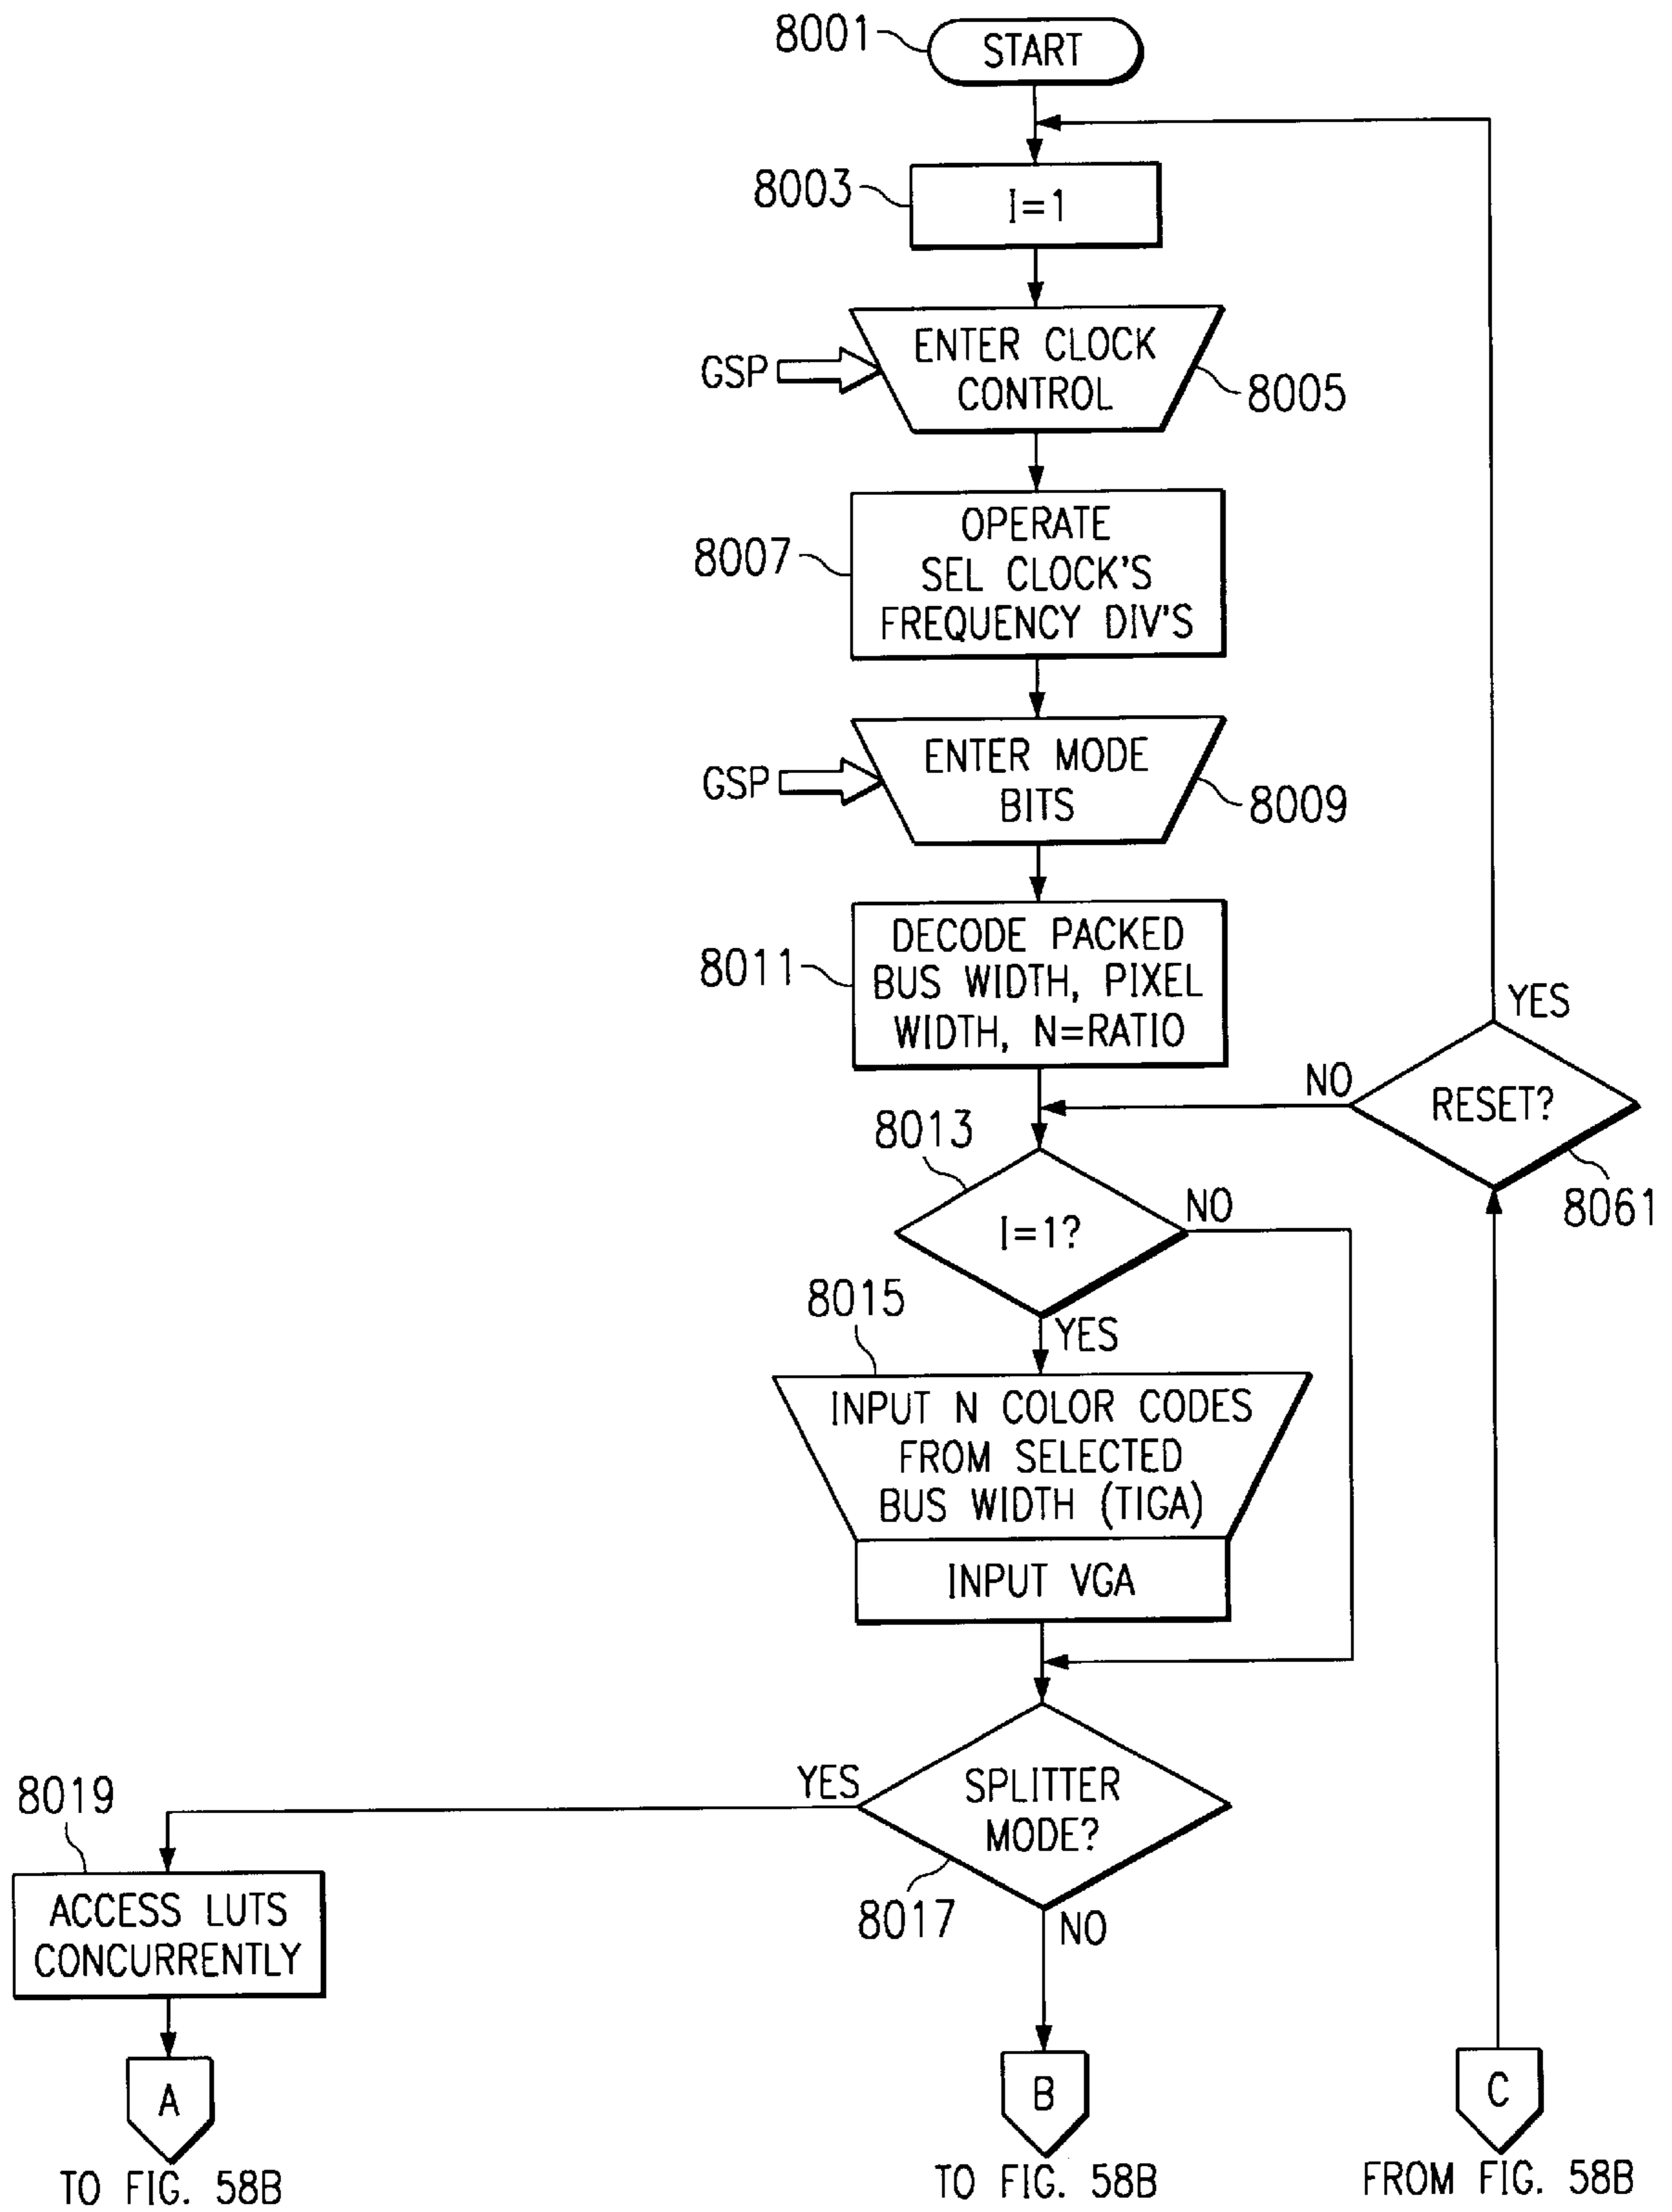 8001
START
8003
I=1
GSP
ENTER CLOCK
CONTROL
8005
8007
OPERATE
SEL CLOCK'S
FREQUENCY DIV'S
GSP
ENTER MODE
BITS
8009
8011
DECODE PACKED
BUS WIDTH, PIXEL
WIDTH, N=RATIO
YES
NO
RESET?
8061
8013
I=1?
NO
YES
8015
INPUT N COLOR CODES
FROM SELECTED
BUS WIDTH (TIGA)
INPUT VGA
YES
SPLITTER
MODE?
8017
NO
8019
ACCESS LUTS
CONCURRENTLY
A
TO FIG. 58B
B
TO FIG. 58B
C
FROM FIG. 58B